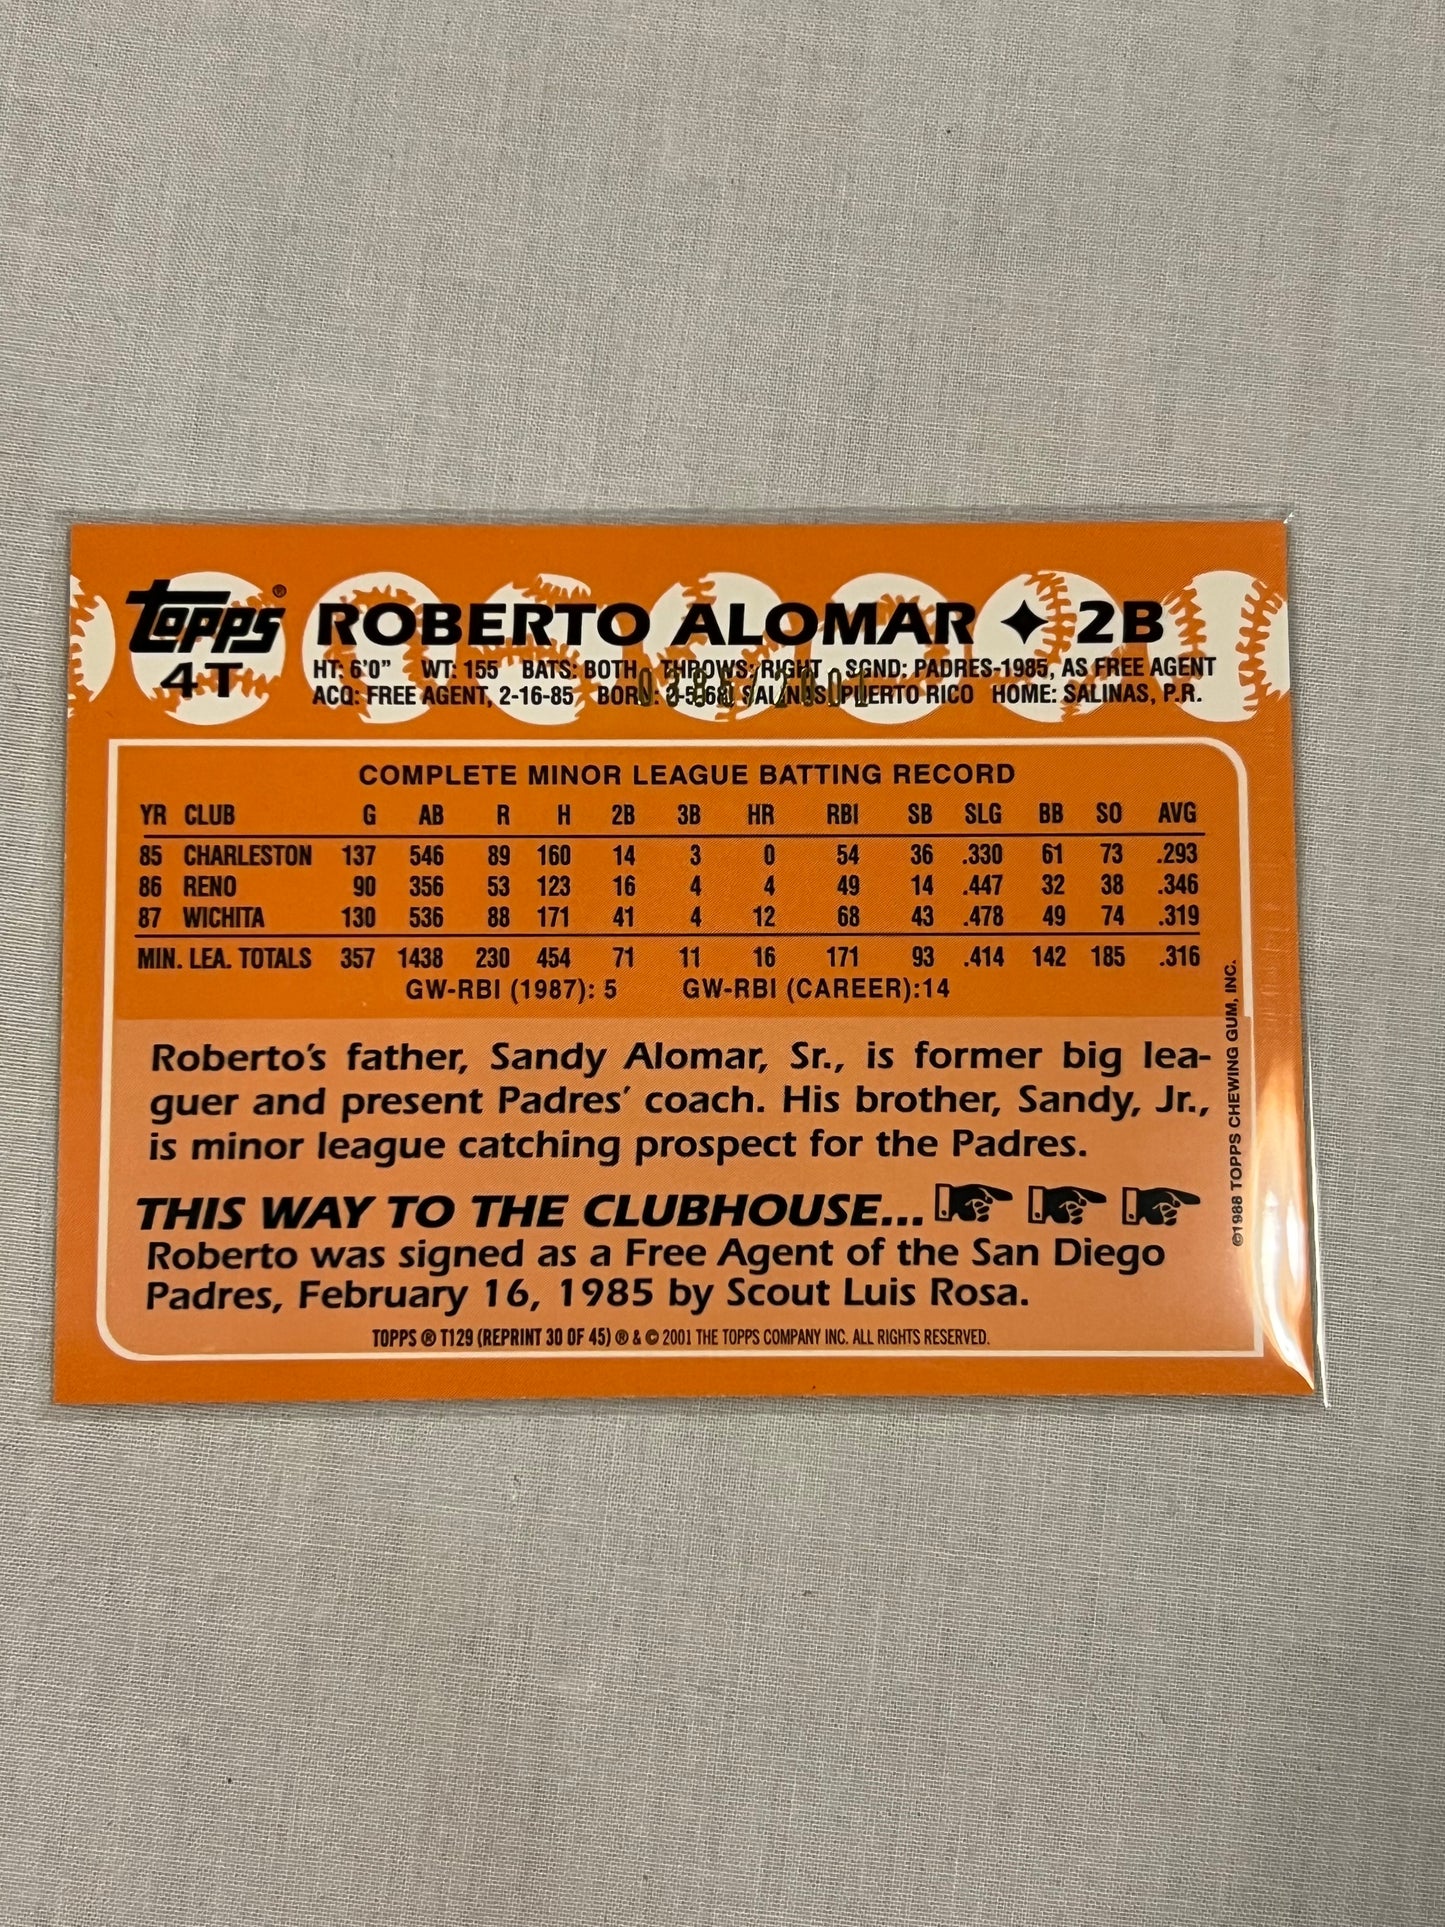 Topps®
4T
ROBERTO ALOMAR ✦ 2B
HT: 6'0" WT: 155 BATS: BOTH THROWS: RIGHT SGND: PADRES-1985, AS FREE AGENT
ACQ: FREE AGENT, 2-16-85 BORN: 2-5-68, SALINAS, PUERTO RICO HOME: SALINAS, P.R.
COMPLETE MINOR LEAGUE BATTING RECORD
YR CLUB G AB R H 2B 3B HR RBI SB SLG BB SO AVG
85 CHARLESTON 137 546 89 160 14 3 0 54 36 .330 61 73 .293
86 RENO 90 356 53 123 16 4 4 49 14 .447 32 38 .346
87 WICHITA 130 536 88 171 41 4 12 68 43 .478 49 74 .319
MIN. LEA. TOTALS 357 1438 230 454 71 11 16 171 93 .414 142 185 .316
GW-RBI (1987): 5 GW-RBI (CAREER):14
Roberto's father, Sandy Alomar, Sr., is former big lea-
guer and present Padres' coach. His brother, Sandy, Jr.,
is minor league catching prospect for the Padres.
THIS WAY TO THE CLUBHOUSE...
Roberto was signed as a Free Agent of the San Diego
Padres, February 16, 1985 by Scout Luis Rosa.
TOPPS ® T129 (REPRINT 30 OF 45) ® & © 2001 THE TOPPS COMPANY INC. ALL RIGHTS RESERVED.
©1988 TOPPS CHEWING GUM, INC.